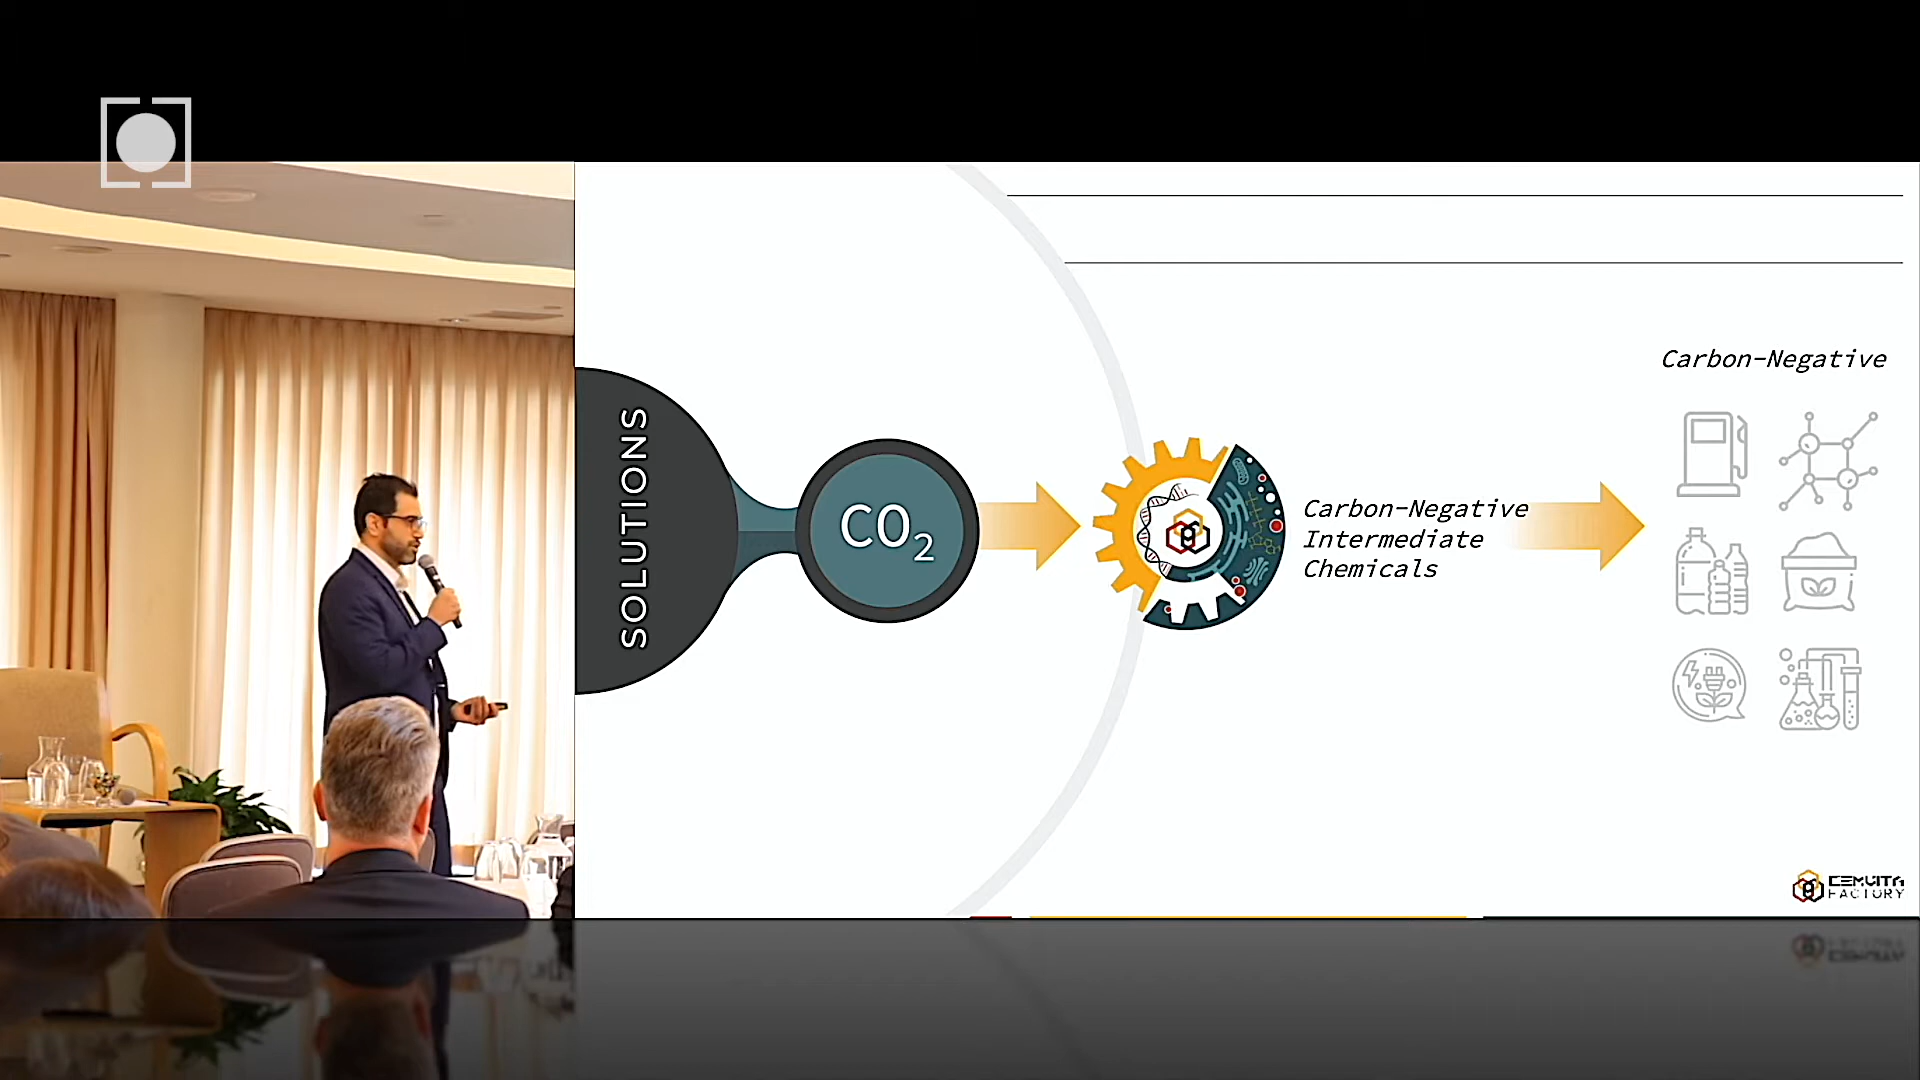 SOLUTIONS
CO₂
Carbon-Negative
Intermediate
Chemicals
Carbon-Negative
CEMVITA
FACTORY